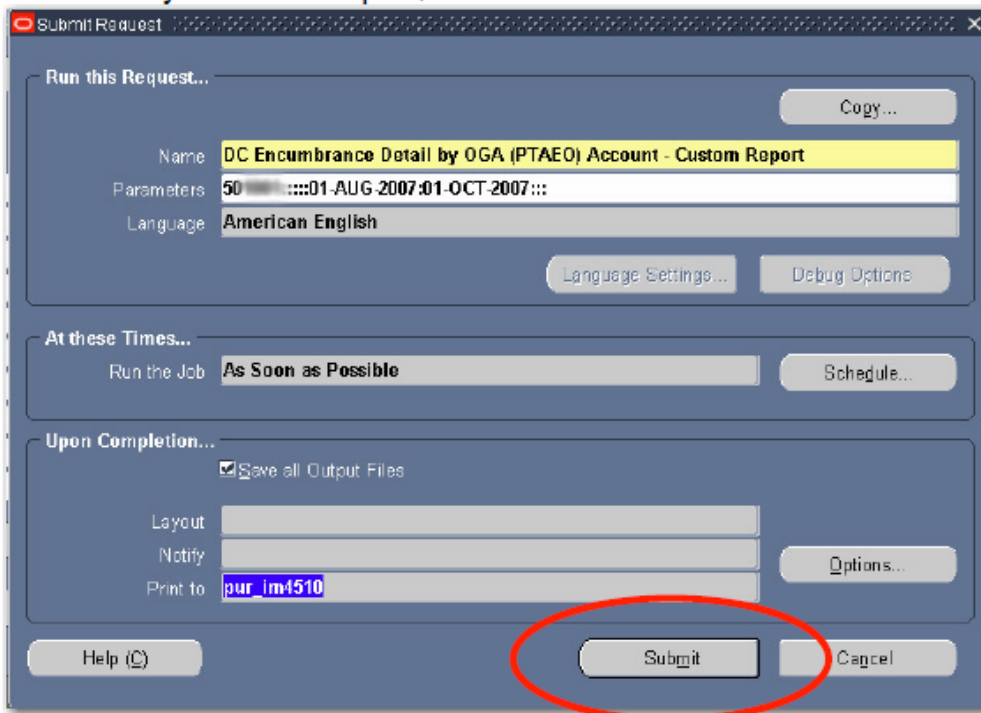 Submit Request
Run this Request...
Copy...
Name DC Encumbrance Detail by OGA (PTAEO) Account - Custom Report
Parameters 50 :::::01-AUG-2007:01-OCT-2007:::
Language American English
Language Settings... Debug Options
At these Times...
Run the Job As Soon as Possible Schedule...
Upon Completion...
Save all Output Files
Layout
Notify
Options...
Print to pur_im4510
Help (C) Submit Cancel